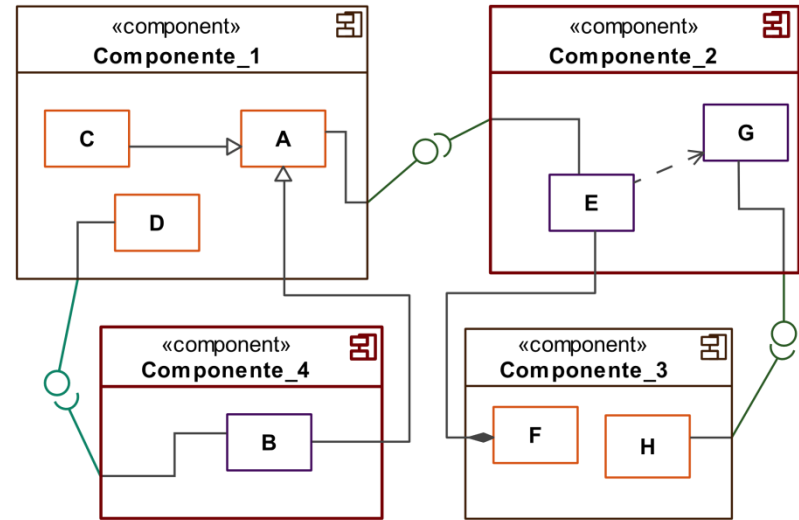 «component»
Componente_1
C
A
D
«component»
Componente_2
G
E
«component»
Componente_4
B
«component»
Componente_3
F
H